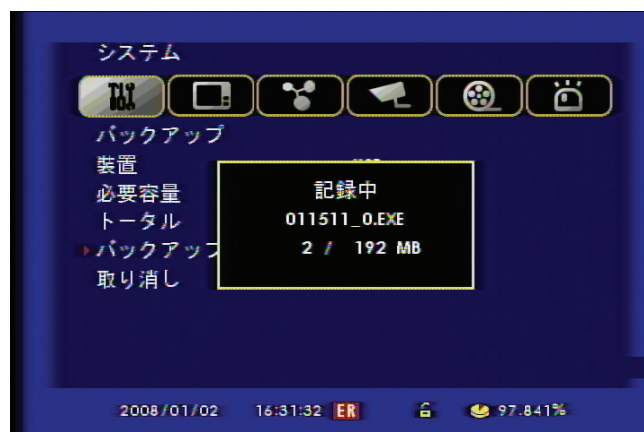 システム
バックアップ
装置
必要容量
トータル
バックアップ
取り消し
記録中
011511_0.EXE
2 / 192 MB
2008/01/02 16:31:32 ER 97.841%